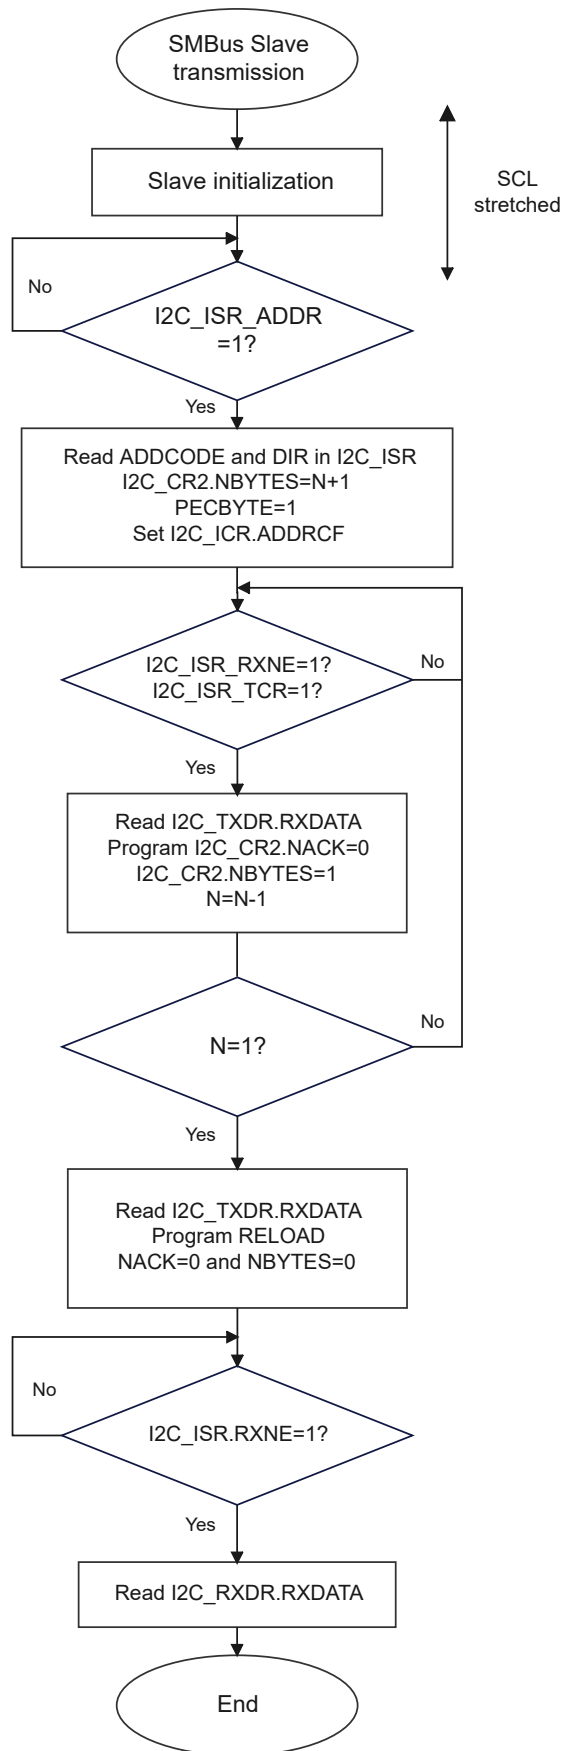 SMBus Slave
transmission
SCL
stretched
Slave initialization
No
I2C_ISR_ADDR
=1?
Yes
Read ADDCODE and DIR in I2C_ISR
I2C_CR2.NBYTES=N+1
PECBYTE=1
Set I2C_ICR.ADDRCF
I2C_ISR_RXNE=1?
I2C_ISR_TCR=1?
No
Yes
Read I2C_TXDR.RXDATA
Program I2C_CR2.NACK=0
I2C_CR2.NBYTES=1
N=N-1
N=1?
No
Yes
Read I2C_TXDR.RXDATA
Program RELOAD
NACK=0 and NBYTES=0
No
I2C_ISR.RXNE=1?
Yes
Read I2C_RXDR.RXDATA
End